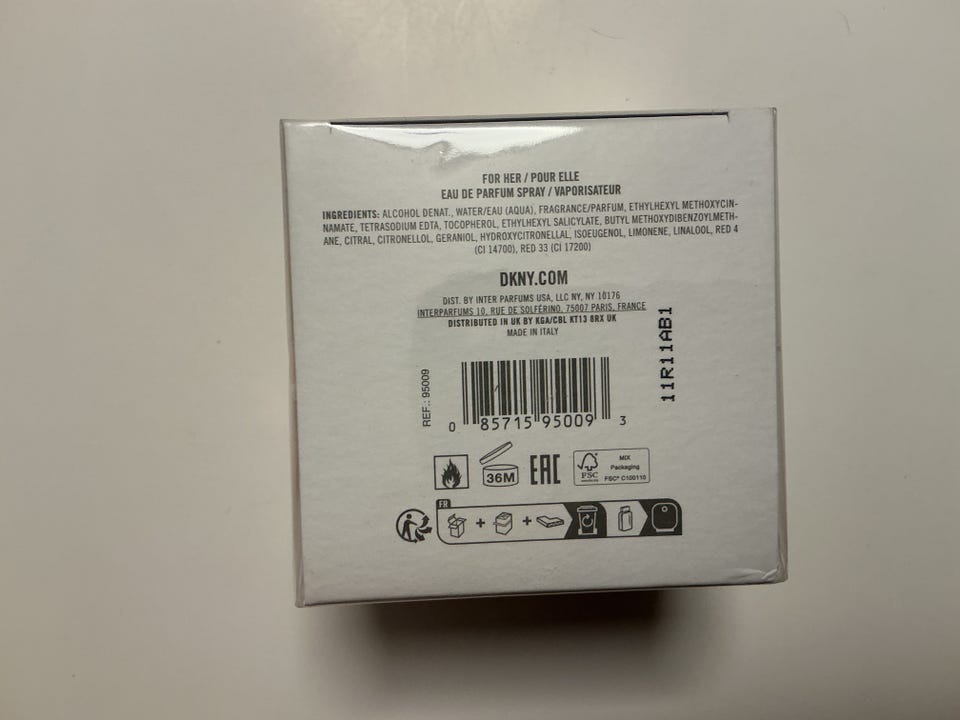 FOR HER / POUR ELLE
EAU DE PARFUM SPRAY / VAPORISATEUR
INGREDIENTS: ALCOHOL DENAT., WATER/EAU (AQUA), FRAGRANCE/PARFUM, ETHYLHEXYL METHOXYCIN-
NAMATE, TETRASODIUM EDTA, TOCOPHEROL, ETHYLHEXYL SALICYLATE, BUTYL METHOXYDIBENZOYLMETH-
ANE, CITRAL, CITRONELLOL, GERANIOL, HYDROXYCITRONELLAL, ISOEUGENOL, LIMONENE, LINALOOL, RED 4
(CI 14700), RED 33 (CI 17200)
DKNY.COM
DIST. BY INTER PARFUMS USA, LLC NY, NY 10176
INTERPARFUMS 10, RUE DE SOLFÉRINO, 75007 PARIS, FRANCE
DISTRIBUTED IN UK BY KGA/CBL KT13 8RX UK
MADE IN ITALY
11R11AB1
REF.: 95009
0 85715 95009 3
36M
EAC
FSC
MIX
Packaging
FSC® C100110
FR